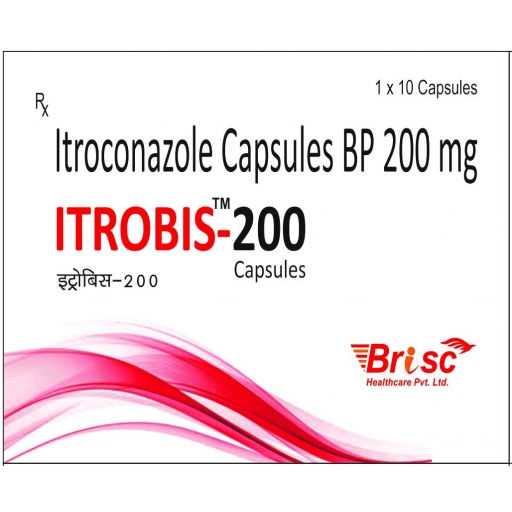 1 x 10 Capsules
Rx
Itroconazole Capsules BP 200 mg
ITROBIS™-200
Capsules
इट्रोबिस-200
Brisc
Healthcare Pvt. Ltd.